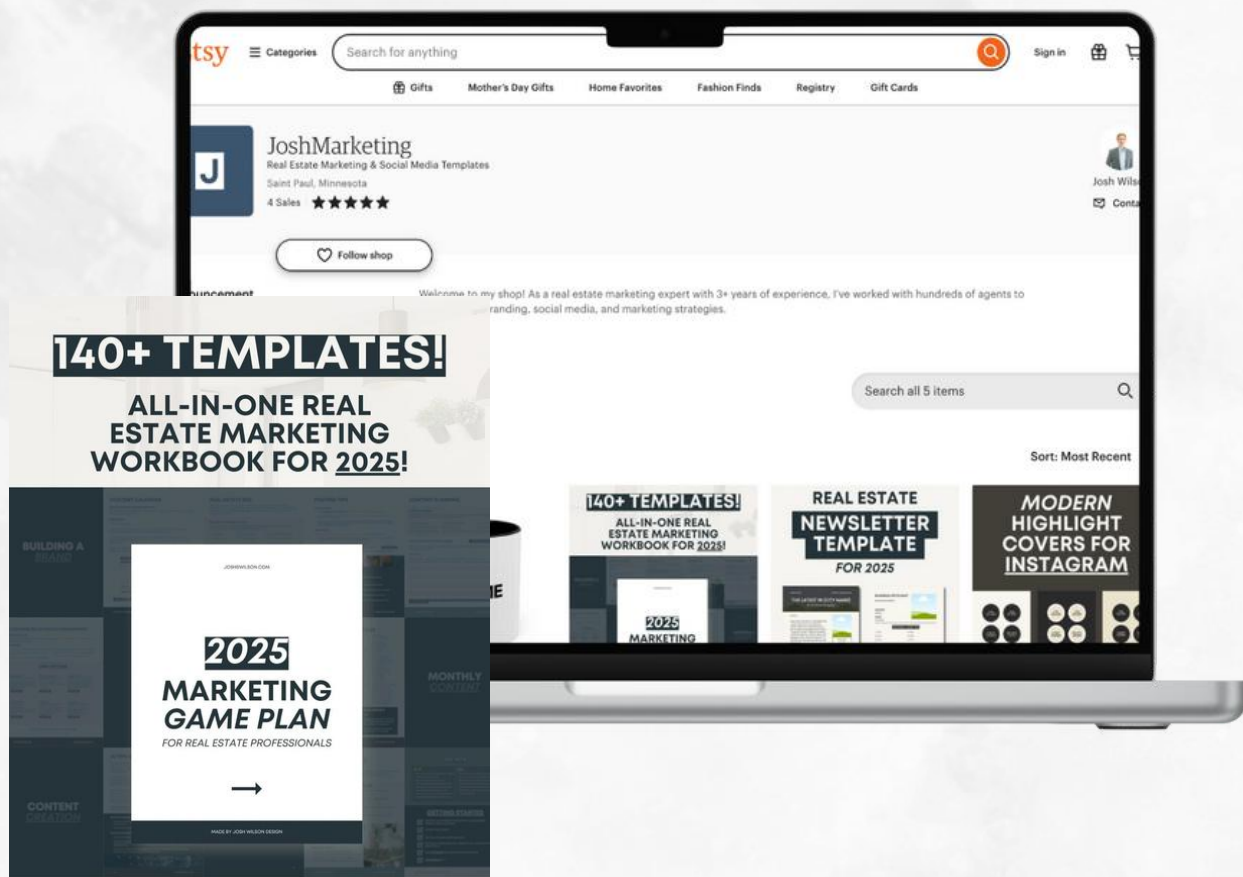 tsy
Categories
Search for anything
Sign in
Gifts
Mother's Day Gifts
Home Favorites
Fashion Finds
Registry
Gift Cards
J
JoshMarketing
Real Estate Marketing & Social Media Templates
Saint Paul, Minnesota
4 Sales
Josh Wils
Conta
Follow shop
ouncement
Welcome to my shop! As a real estate marketing expert with 3+ years of experience, I've worked with hundreds of agents to
randing, social media, and marketing strategies.
Search all 5 items
Sort: Most Recent
140+ TEMPLATES!
ALL-IN-ONE REAL
ESTATE MARKETING
WORKBOOK FOR 2025!
BUILDING A
BRAND
MONTHLY
CONTENT
CONTENT
CREATION
GETTING STARTED
2025
MARKETING
GAME PLAN
FOR REAL ESTATE PROFESSIONALS
MADE BY JOSH WILSON DESIGN
ME
140+ TEMPLATES!
ALL-IN-ONE REAL
ESTATE MARKETING
WORKBOOK FOR 2025!
2025
MARKETING
REAL ESTATE
NEWSLETTER
TEMPLATE
FOR 2025
MODERN
HIGHLIGHT
COVERS FOR
INSTAGRAM